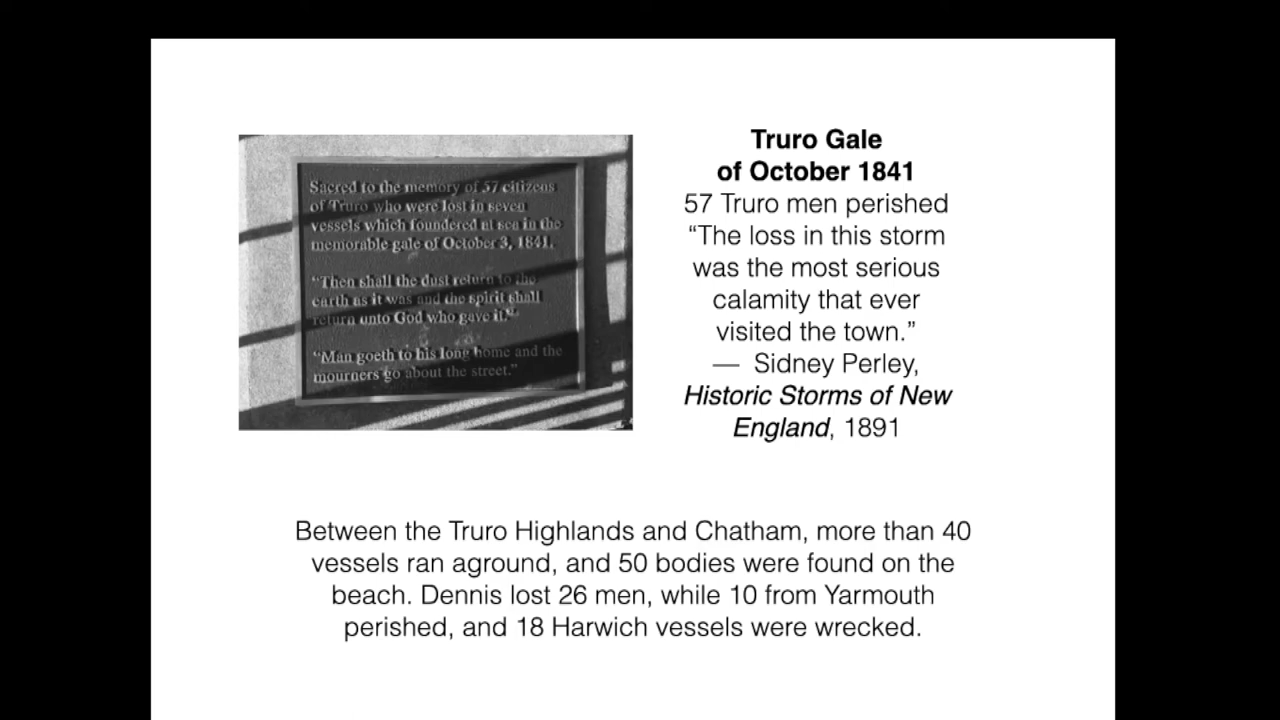 Sacred to the memory of 57 citizens
of Truro who were lost in seven
vessels which foundered at sea in the
memorable gale of October 3, 1841.
“Then shall the dust return to the
earth as it was and the spirit shall
return unto God who gave it.”
“Man goeth to his long home and the
mourners go about the street.”
Truro Gale
of October 1841
57 Truro men perished
“The loss in this storm
was the most serious
calamity that ever
visited the town.”
— Sidney Perley,
Historic Storms of New
England, 1891
Between the Truro Highlands and Chatham, more than 40
vessels ran aground, and 50 bodies were found on the
beach. Dennis lost 26 men, while 10 from Yarmouth
perished, and 18 Harwich vessels were wrecked.